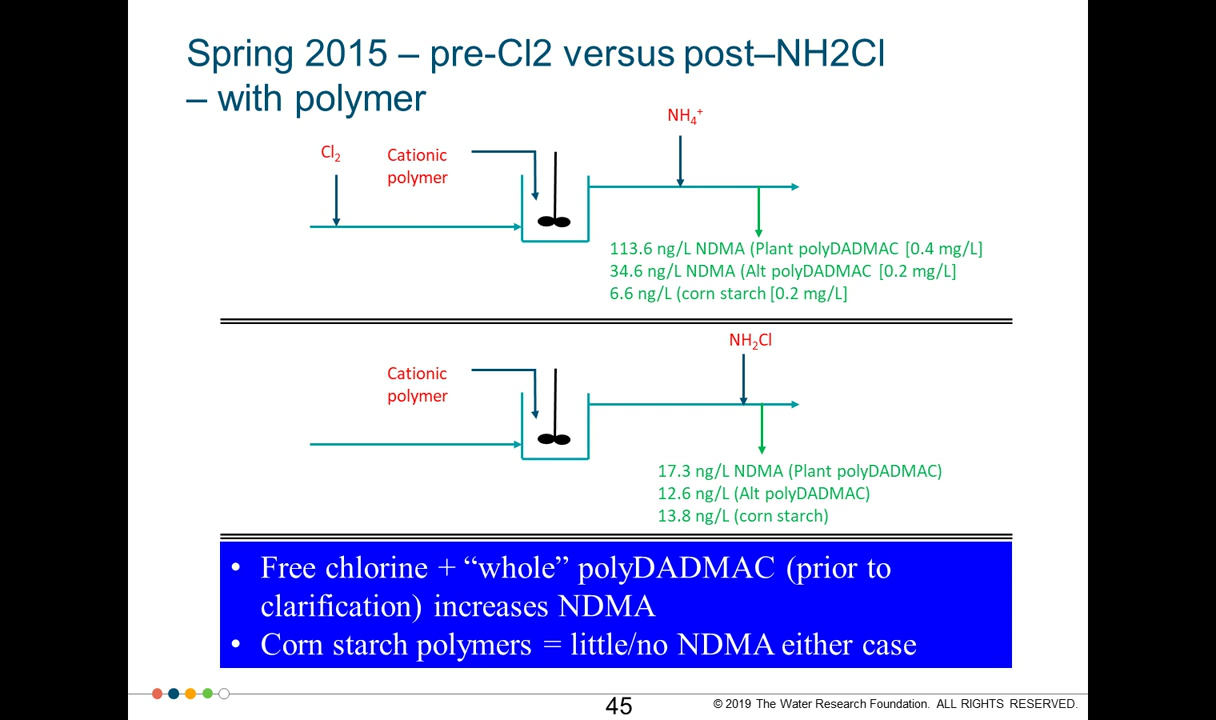 Spring 2015 – pre-Cl2 versus post–NH2Cl
– with polymer
NH₄⁺
Cl₂
Cationic
polymer
113.6 ng/L NDMA (Plant polyDADMAC [0.4 mg/L]
34.6 ng/L NDMA (Alt polyDADMAC [0.2 mg/L]
6.6 ng/L (corn starch [0.2 mg/L]
NH₂Cl
Cationic
polymer
17.3 ng/L NDMA (Plant polyDADMAC)
12.6 ng/L (Alt polyDADMAC)
13.8 ng/L (corn starch)
• Free chlorine + “whole” polyDADMAC (prior to
clarification) increases NDMA
• Corn starch polymers = little/no NDMA either case
45
© 2019 The Water Research Foundation. ALL RIGHTS RESERVED.